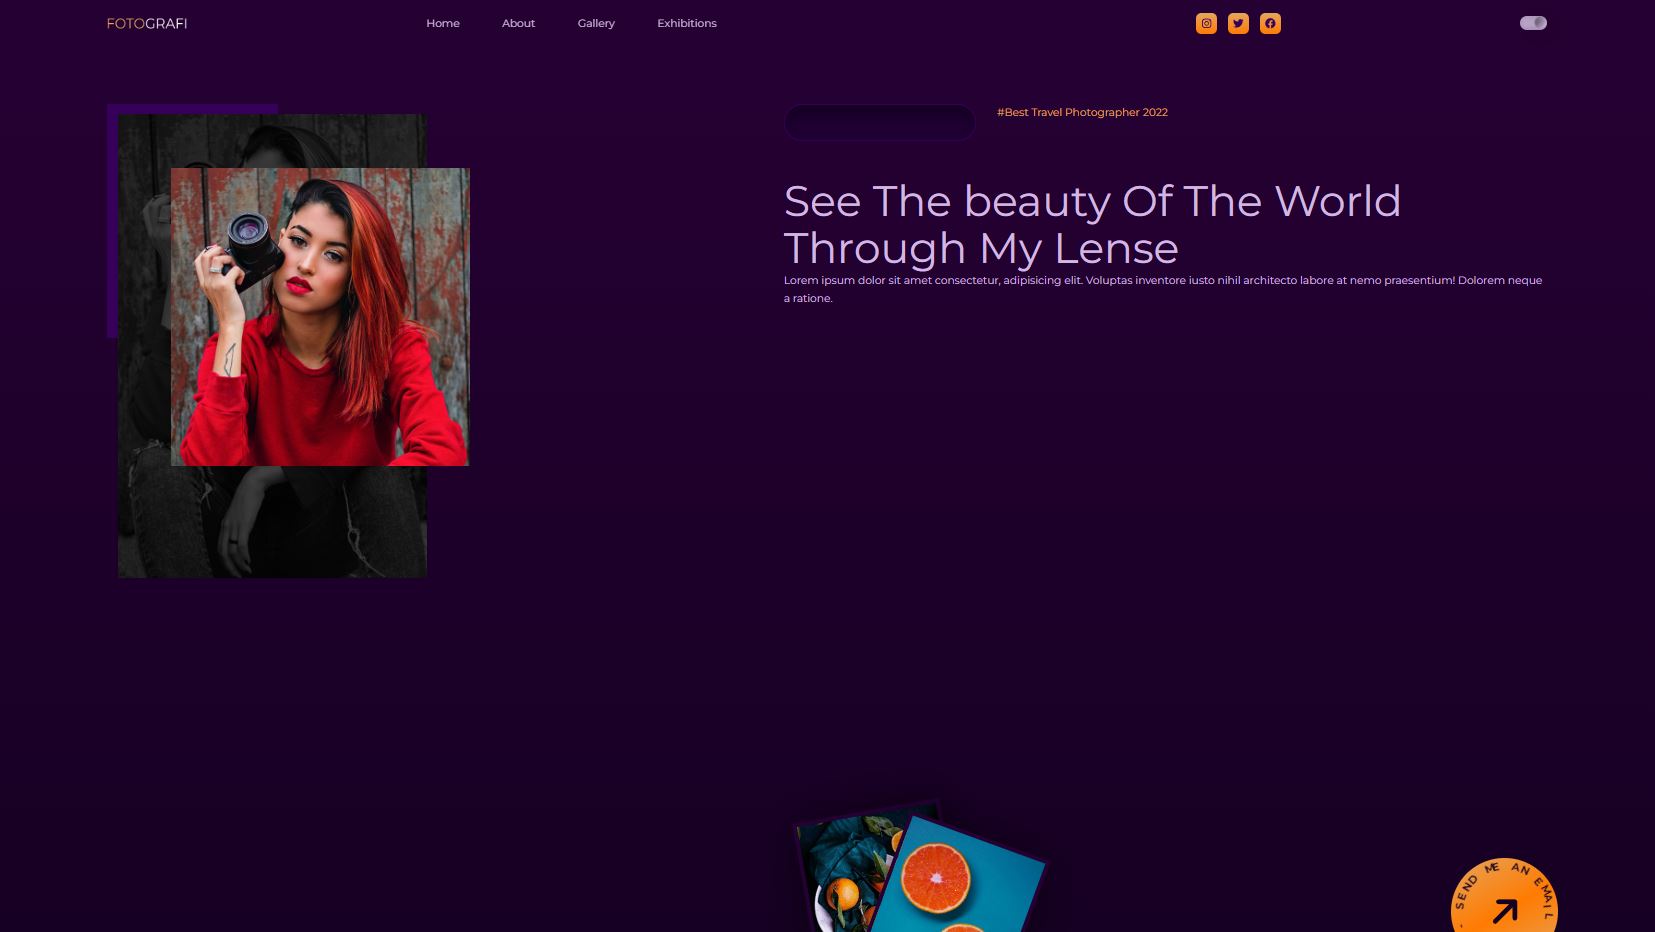 FOTOGRAFI
Home
About
Gallery
Exhibitions
#Best Travel Photographer 2022
See The beauty Of The World
Through My Lense
Lorem ipsum dolor sit amet consectetur, adipisicing elit. Voluptas inventore iusto nihil architecto labore at nemo praesentium! Dolorem neque
a ratione.
- SEND ME AN EMAIL